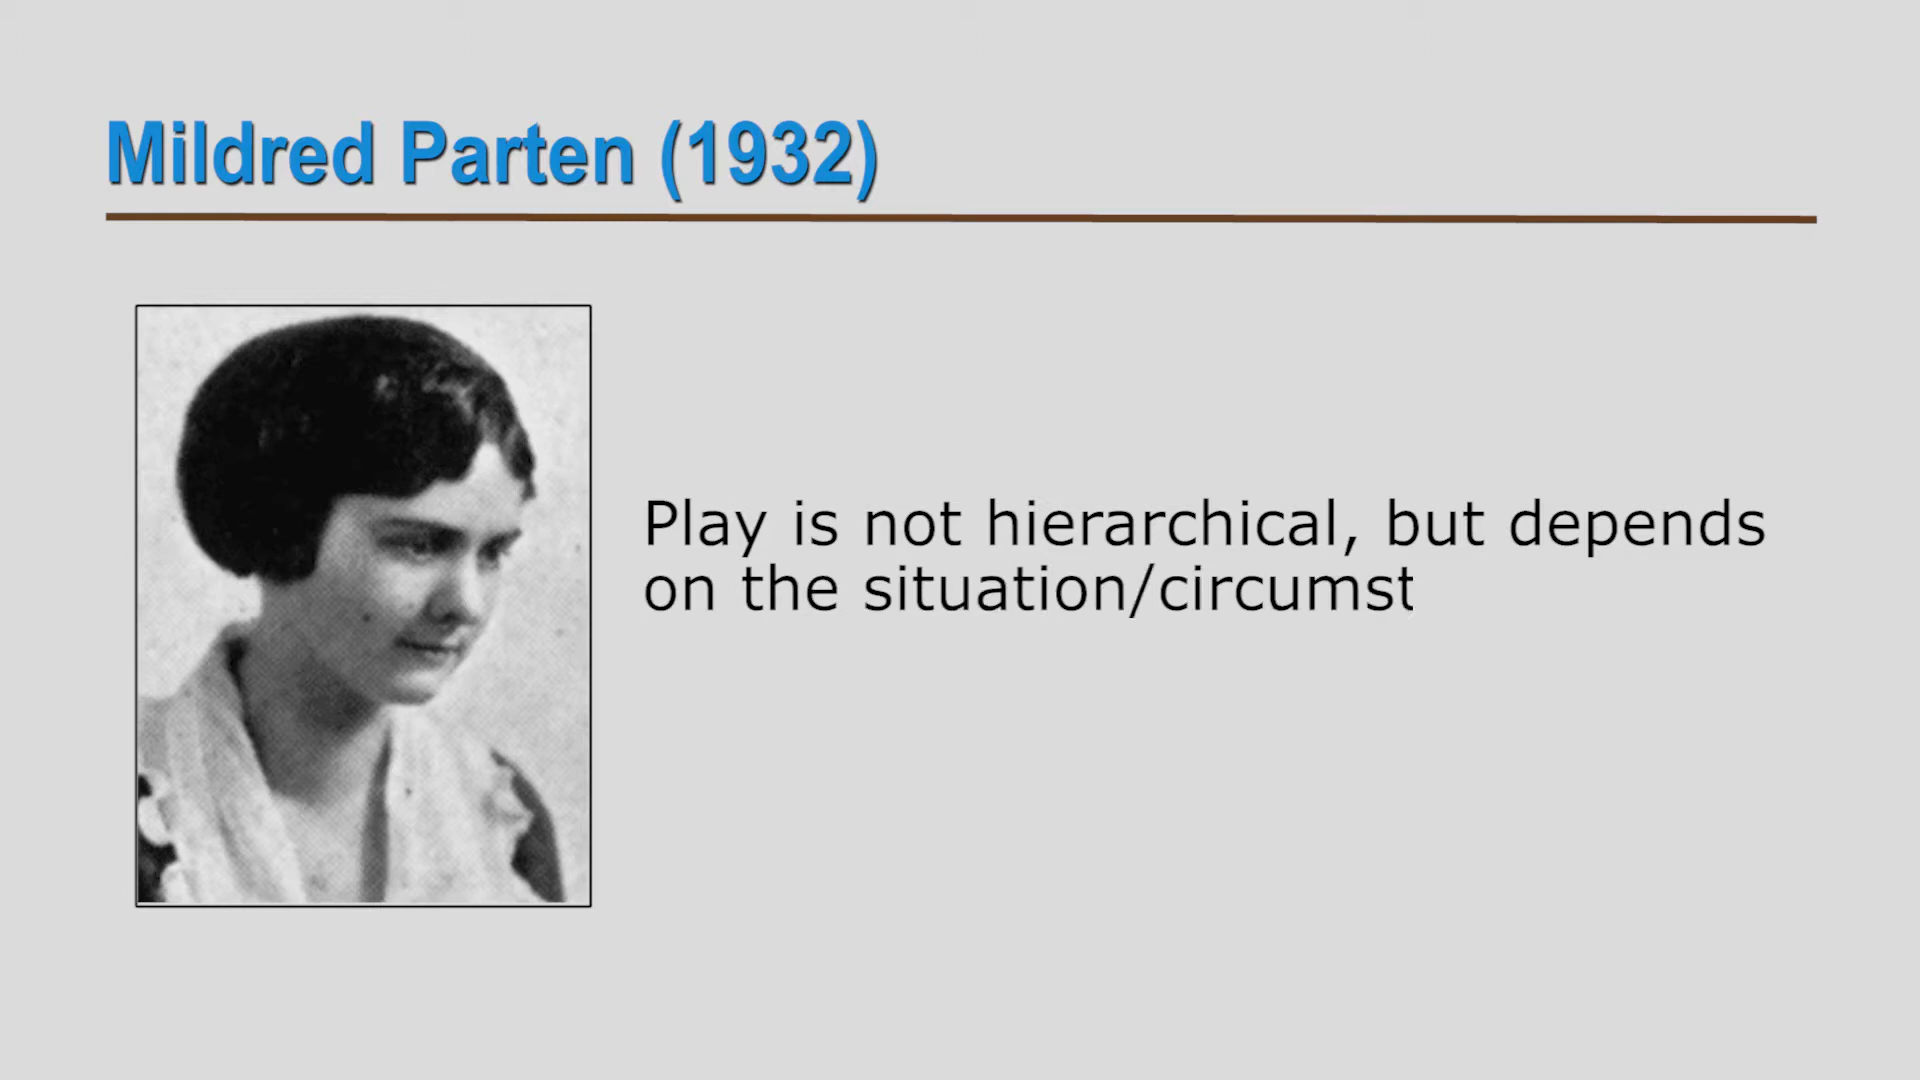 Mildred Parten (1932)
Play is not hierarchical, but depends
on the situation/circumst